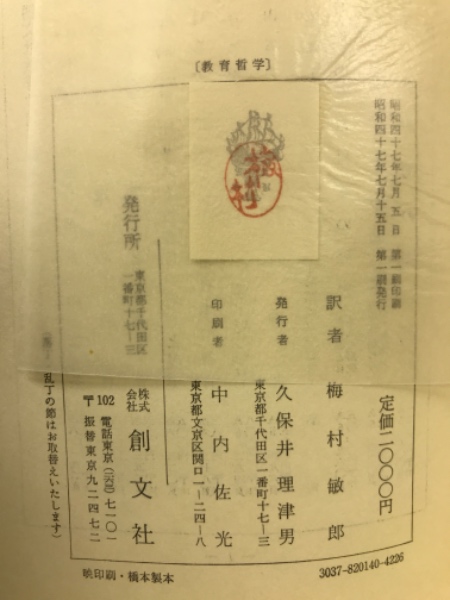 〔教育哲学〕
昭和四十七年七月 五 日 第一刷印刷
昭和四十七年七月十五日 第一刷発行
定価二〇〇〇円
訳者 梅村敏郎
発行者 久保井理津男
東京都千代田区一番町十七ー三
印刷者 中内佐光
東京都文京区関口一ー二四ー八
発行所
東京都千代田区
一番町十七ー三
株式会社 創文社
〒102 電話東京(二六三)七一〇一
振替東京九二四七二
乱丁の節はお取替えいたします)
暁印刷・橋本製本
3037-820140-4226